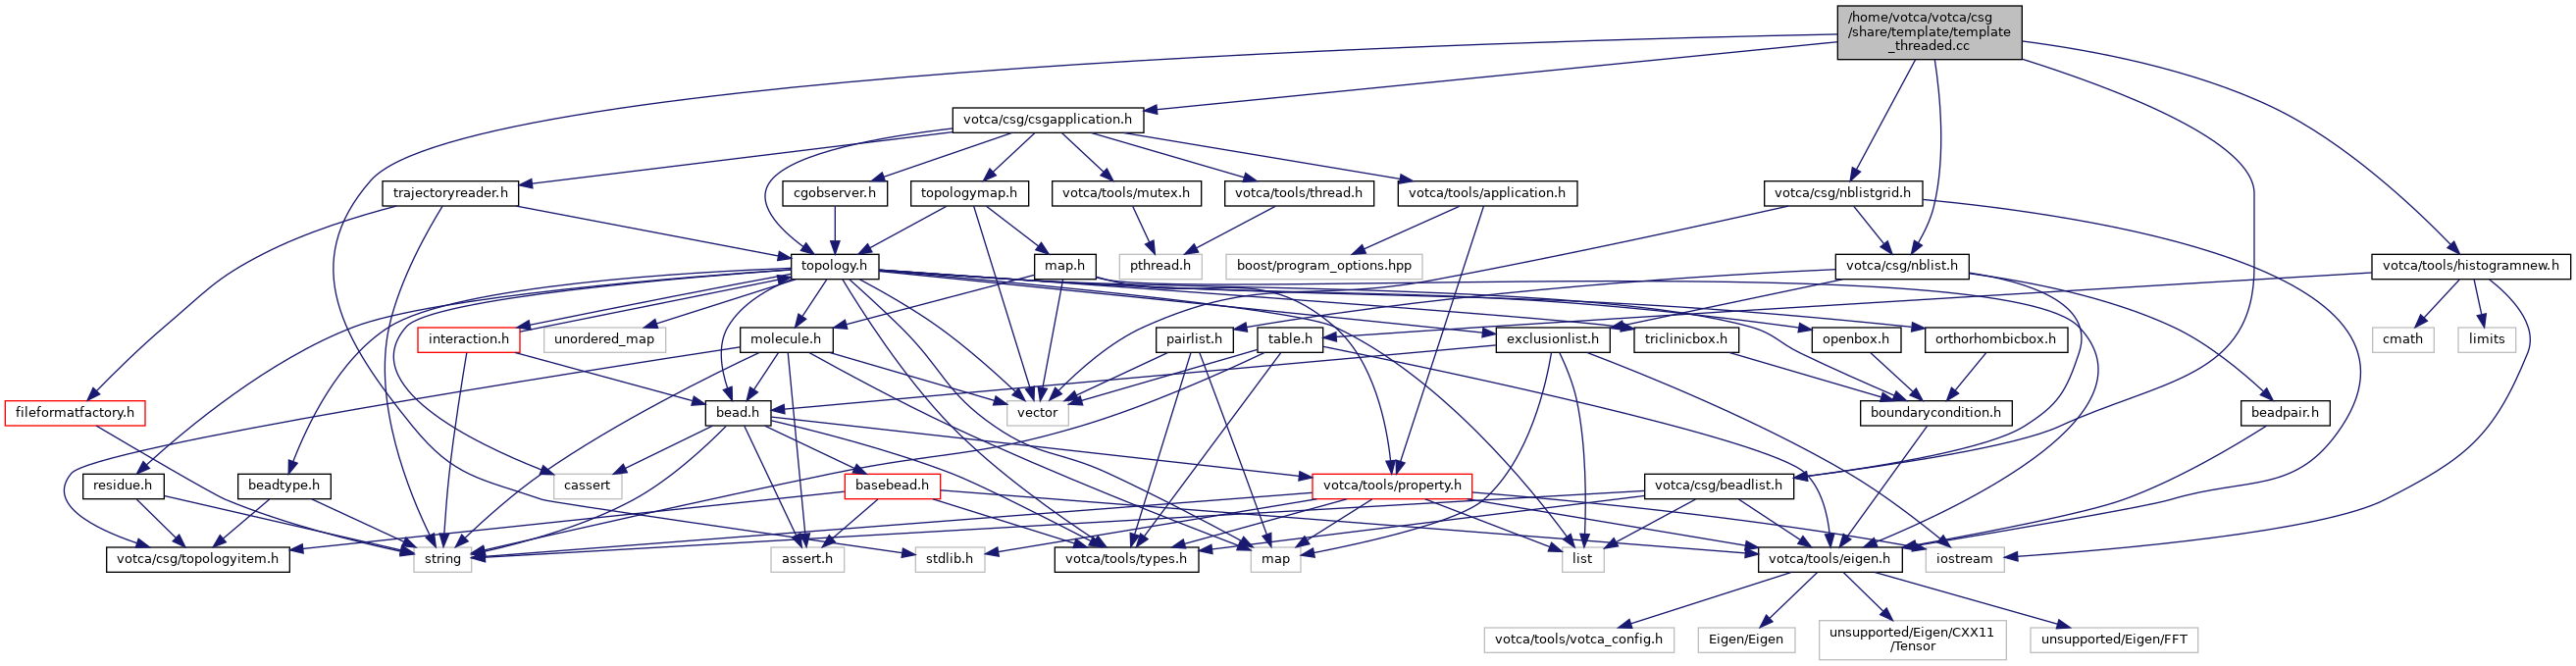 /home/votca/votca/csg
/share/template/template
_threaded.cc
votca/csg/csgapplication.h
trajectoryreader.h
cgobserver.h
topologymap.h
votca/tools/mutex.h
votca/tools/thread.h
votca/tools/application.h
votca/csg/nblistgrid.h
topology.h
map.h
pthread.h
boost/program_options.hpp
votca/csg/nblist.h
votca/tools/histogramnew.h
interaction.h
unordered_map
molecule.h
pairlist.h
table.h
exclusionlist.h
triclinicbox.h
openbox.h
orthorhombicbox.h
cmath
limits
fileformatfactory.h
bead.h
vector
boundarycondition.h
beadpair.h
residue.h
beadtype.h
cassert
basebead.h
votca/tools/property.h
votca/csg/beadlist.h
votca/csg/topologyitem.h
string
assert.h
stdlib.h
votca/tools/types.h
map
list
votca/tools/eigen.h
iostream
votca/tools/votca_config.h
Eigen/Eigen
unsupported/Eigen/CXX11
/Tensor
unsupported/Eigen/FFT